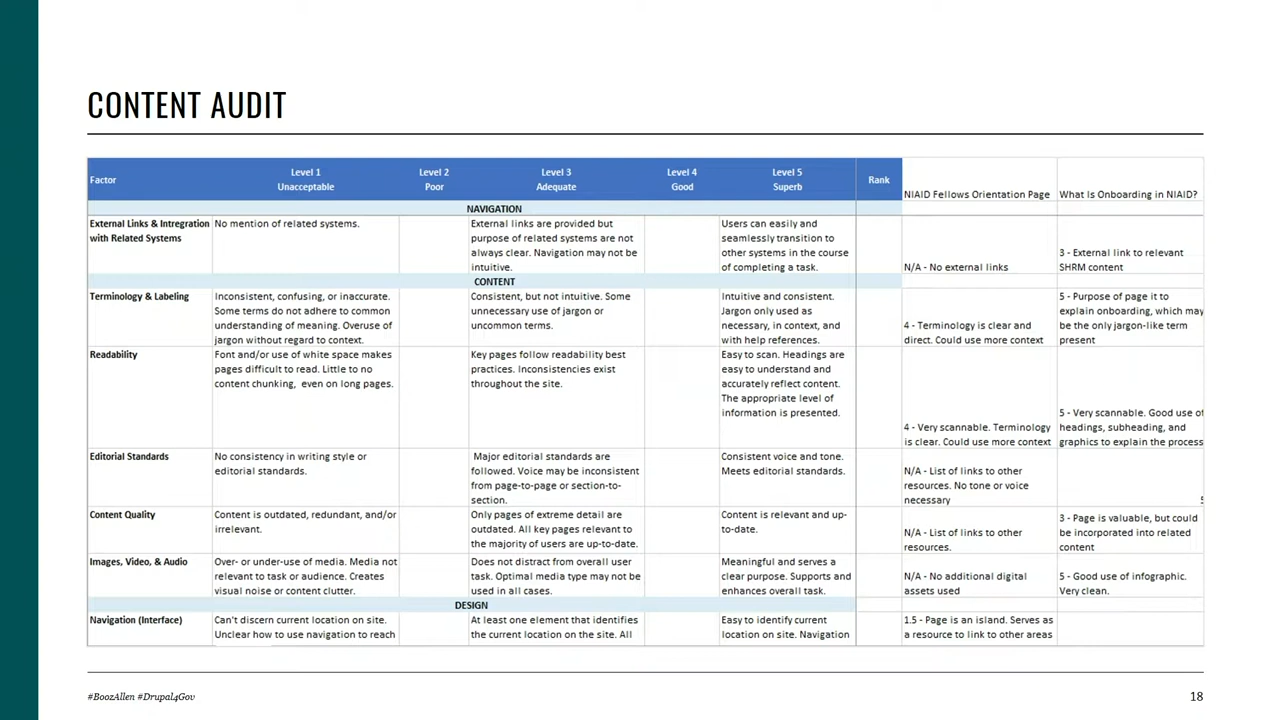 CONTENT AUDIT
Factor
Level 1
Unacceptable
Level 2
Poor
Level 3
Adequate
Level 4
Good
Level 5
Superb
Rank
NIAID Fellows Orientation Page
What Is Onboarding in NIAID?
NAVIGATION
External Links & Intregration
with Related Systems
No mention of related systems.
External links are provided but
purpose of related systems are not
always clear. Navigation may not be
intuitive.
Users can easily and
seamlessly transition to
other systems in the course
of completing a task.
N/A - No external links
3 - External link to relevant
SHRM content
CONTENT
Terminology & Labeling
Inconsistent, confusing, or inaccurate.
Some terms do not adhere to common
understanding of meaning. Overuse of
jargon without regard to context.
Consistent, but not intuitive. Some
unnecessary use of jargon or
uncommon terms.
Intuitive and consistent.
Jargon only used as
necessary, in context, and
with help references.
4 - Terminology is clear and
direct. Could use more context
5 - Purpose of page it to
explain onboarding, which may
be the only jargon-like term
present
Readability
Font and/or use of white space makes
pages difficult to read. Little to no
content chunking, even on long pages.
Key pages follow readability best
practices. Inconsistencies exist
throughout the site.
Easy to scan. Headings are
easy to understand and
accurately reflect content.
The appropriate level of
information is presented.
4 - Very scannable. Terminology
is clear. Could use more context
5 - Very scannable. Good use of
headings, subheading, and
graphics to explain the process
Editorial Standards
No consistency in writing style or
editorial standards.
Major editorial standards are
followed. Voice may be inconsistent
from page-to-page or section-to-
section.
Consistent voice and tone.
Meets editorial standards.
N/A - List of links to other
resources. No tone or voice
necessary
5
Content Quality
Content is outdated, redundant, and/or
irrelevant.
Only pages of extreme detail are
outdated. All key pages relevant to
the majority of users are up-to-date.
Content is relevant and up-
to-date.
N/A - List of links to other
resources.
3 - Page is valuable, but could
be incorporated into related
content
Images, Video, & Audio
Over- or under-use of media. Media not
relevant to task or audience. Creates
visual noise or content clutter.
Does not distract from overall user
task. Optimal media type may not be
used in all cases.
Meaningful and serves a
clear purpose. Supports and
enhances overall task.
N/A - No additional digital
assets used
5 - Good use of infographic.
Very clean.
DESIGN
Navigation (Interface)
Can't discern current location on site.
Unclear how to use navigation to reach
At least one element that identifies
the current location on the site. All
Easy to identify current
location on site. Navigation
1.5 - Page is an island. Serves as
a resource to link to other areas
#BoozAllen #Drupal4Gov
18